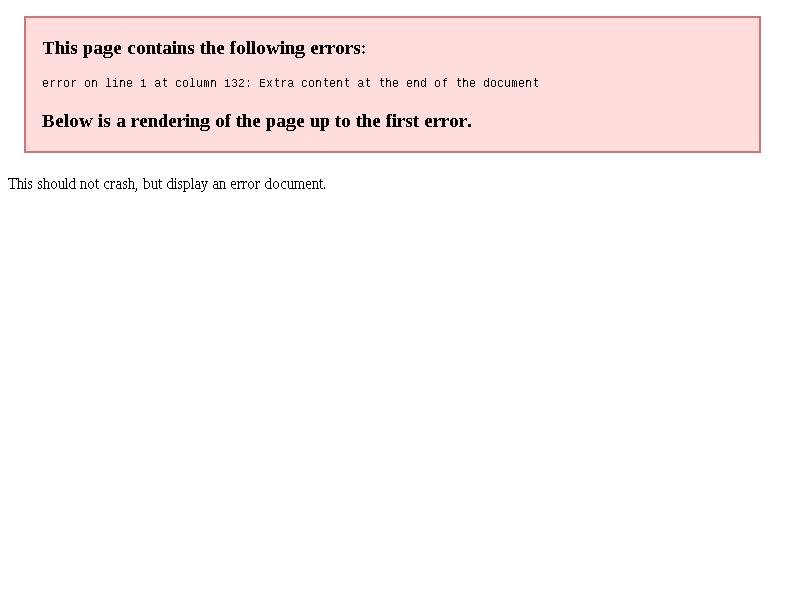 This page contains the following errors:
error on line 1 at column 132: Extra content at the end of the document
Below is a rendering of the page up to the first error.
This should not crash, but display an error document.